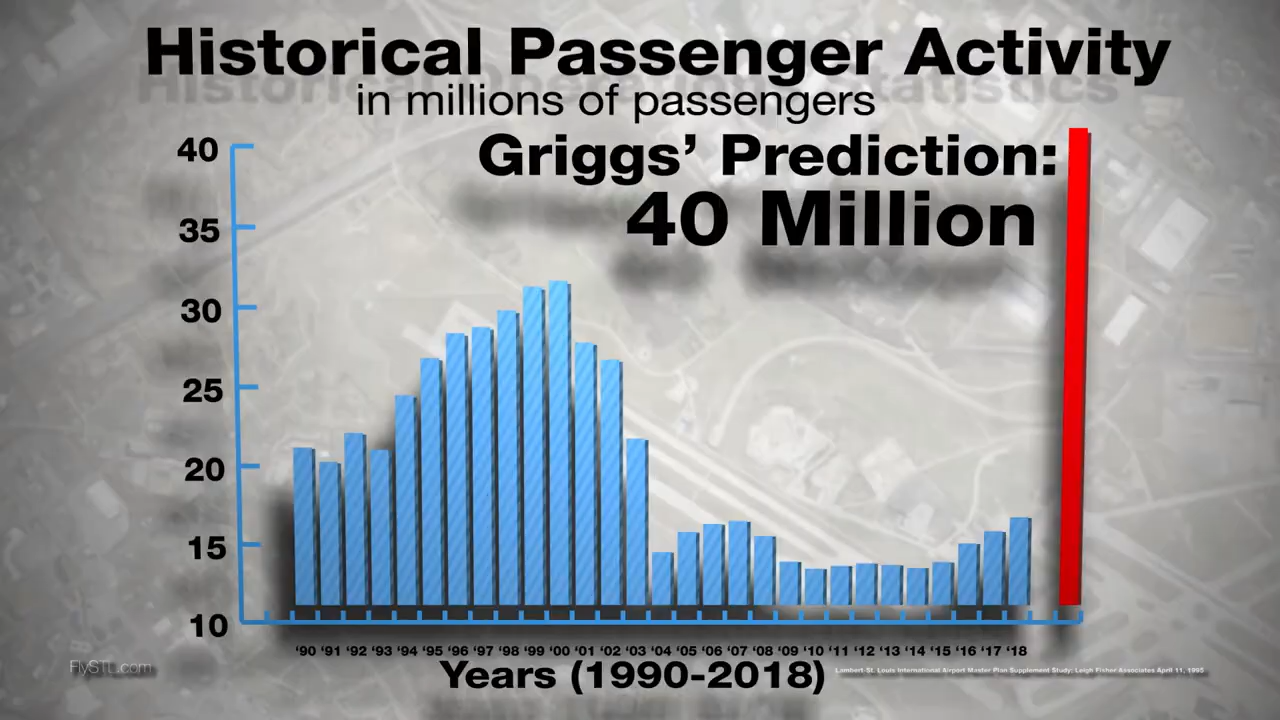 Historical Passenger Activity
in millions of passengers
Griggs’ Prediction:
40 Million
40
35
30
25
20
15
10
‘90 ‘91 ‘92 ‘93 ‘94 ‘95 ‘96 ‘97 ‘98 ‘99 ‘00 ‘01 ‘02 ‘03 ‘04 ‘05 ‘06 ‘07 ‘08 ‘09 ‘10 ‘11 ‘12 ‘13 ‘14 ‘15 ‘16 ‘17 ‘18
Years (1990-2018)
FlySTL.com
Lambert-St. Louis International Airport Master Plan Supplement Study; Leigh Fisher Associates April 11, 1995